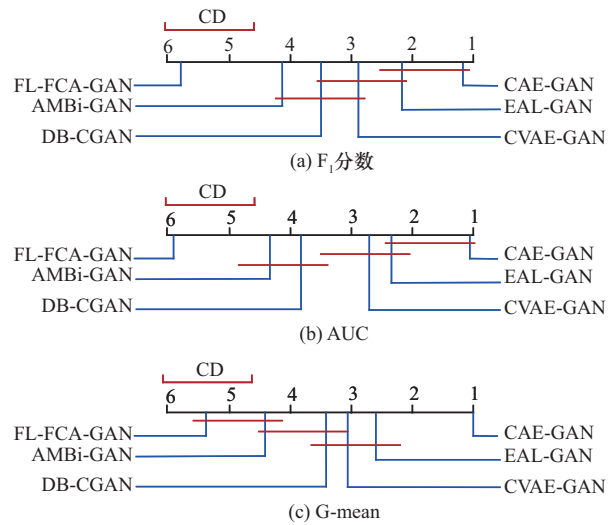 CD
6 5 4 3 2 1
FL-FCA-GAN CAE-GAN
AMBi-GAN EAL-GAN
DB-CGAN CVAE-GAN
(a) F₁分数
CD
6 5 4 3 2 1
FL-FCA-GAN CAE-GAN
AMBi-GAN EAL-GAN
DB-CGAN CVAE-GAN
(b) AUC
CD
6 5 4 3 2 1
FL-FCA-GAN CAE-GAN
AMBi-GAN EAL-GAN
DB-CGAN CVAE-GAN
(c) G-mean